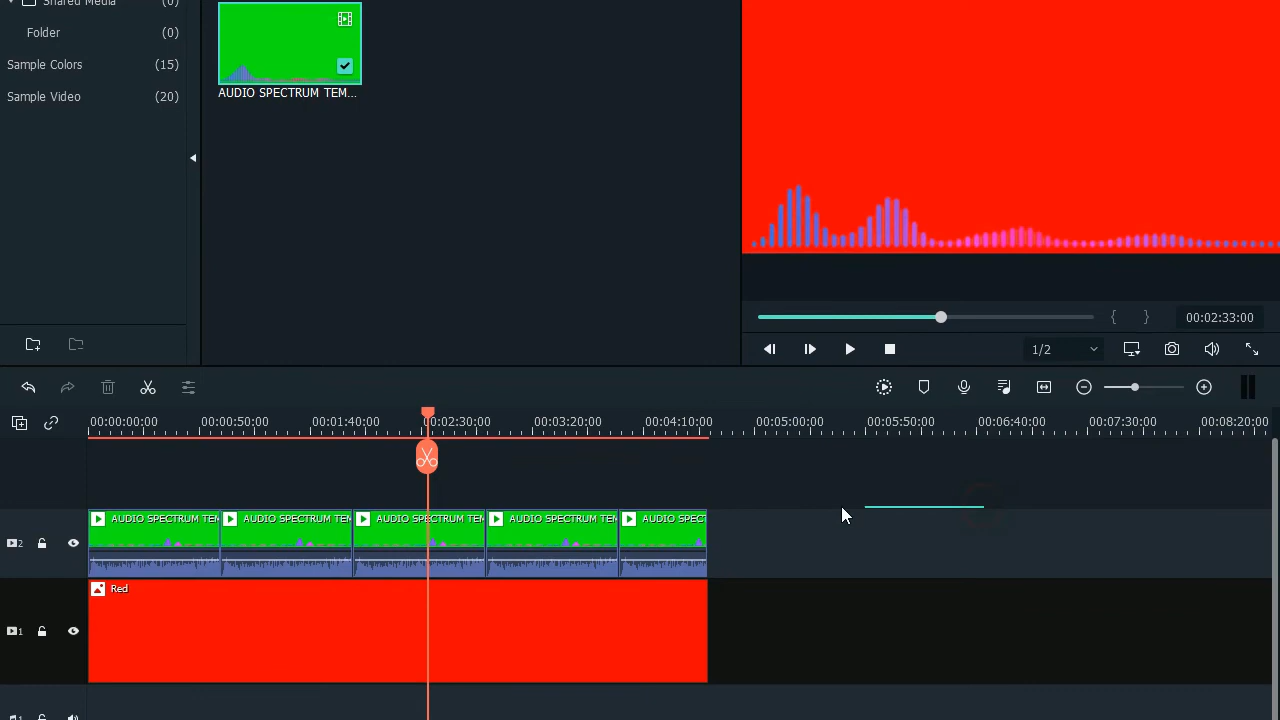 Shared Media (0)
Folder (0)
Sample Colors (15)
Sample Video (20)
AUDIO SPECTRUM TEM...
{ } 00:02:33:00
1/2
00:00:00:00 00:00:50:00 00:01:40:00 00:02:30:00 00:03:20:00 00:04:10:00 00:05:00:00 00:05:50:00 00:06:40:00 00:07:30:00 00:08:20:00
AUDIO SPECTRUM TEM AUDIO SPECTRUM TEM AUDIO SPECTRUM TEM AUDIO SPECTRUM TEM AUDIO SPECT
2
Red
1
1